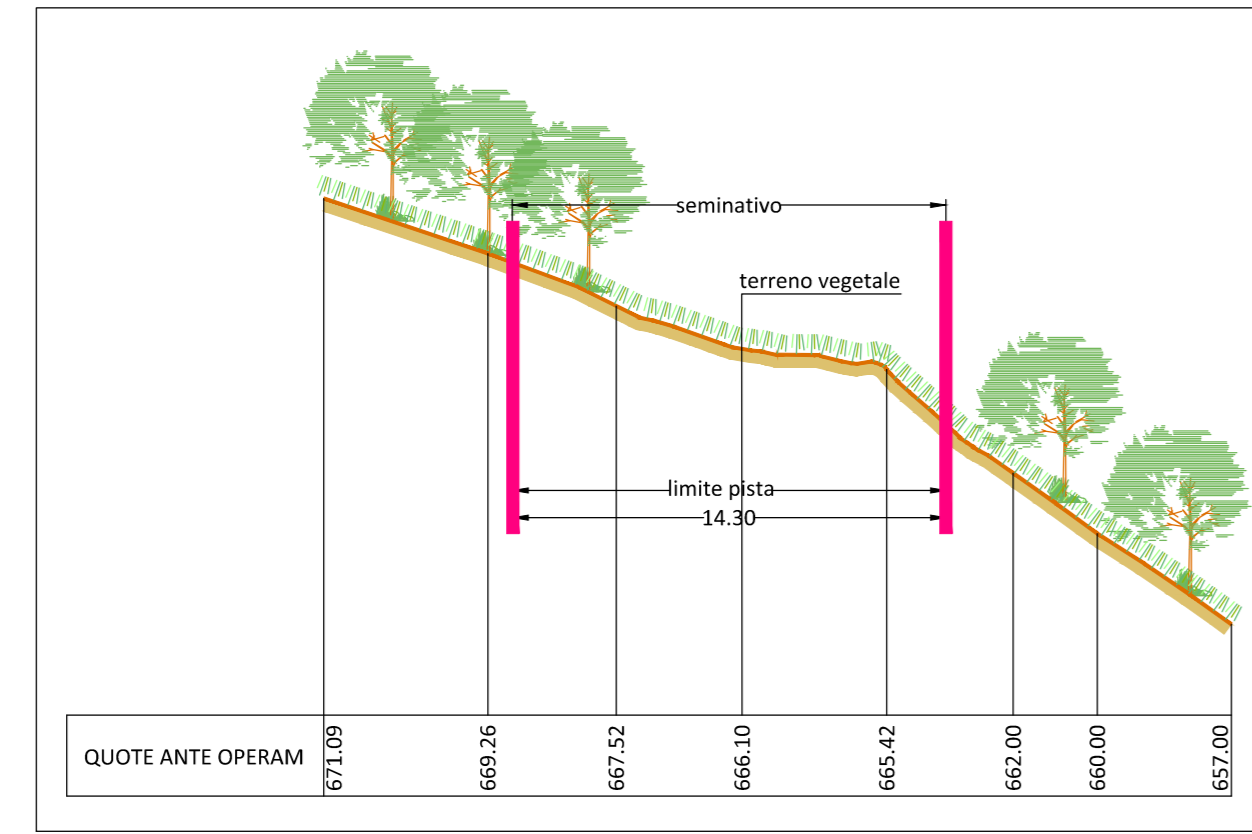 seminativo
terreno vegetale
limite pista
14.30
QUOTE ANTE OPERAM
671.09
669.26
667.52
666.10
665.42
662.00
660.00
657.00